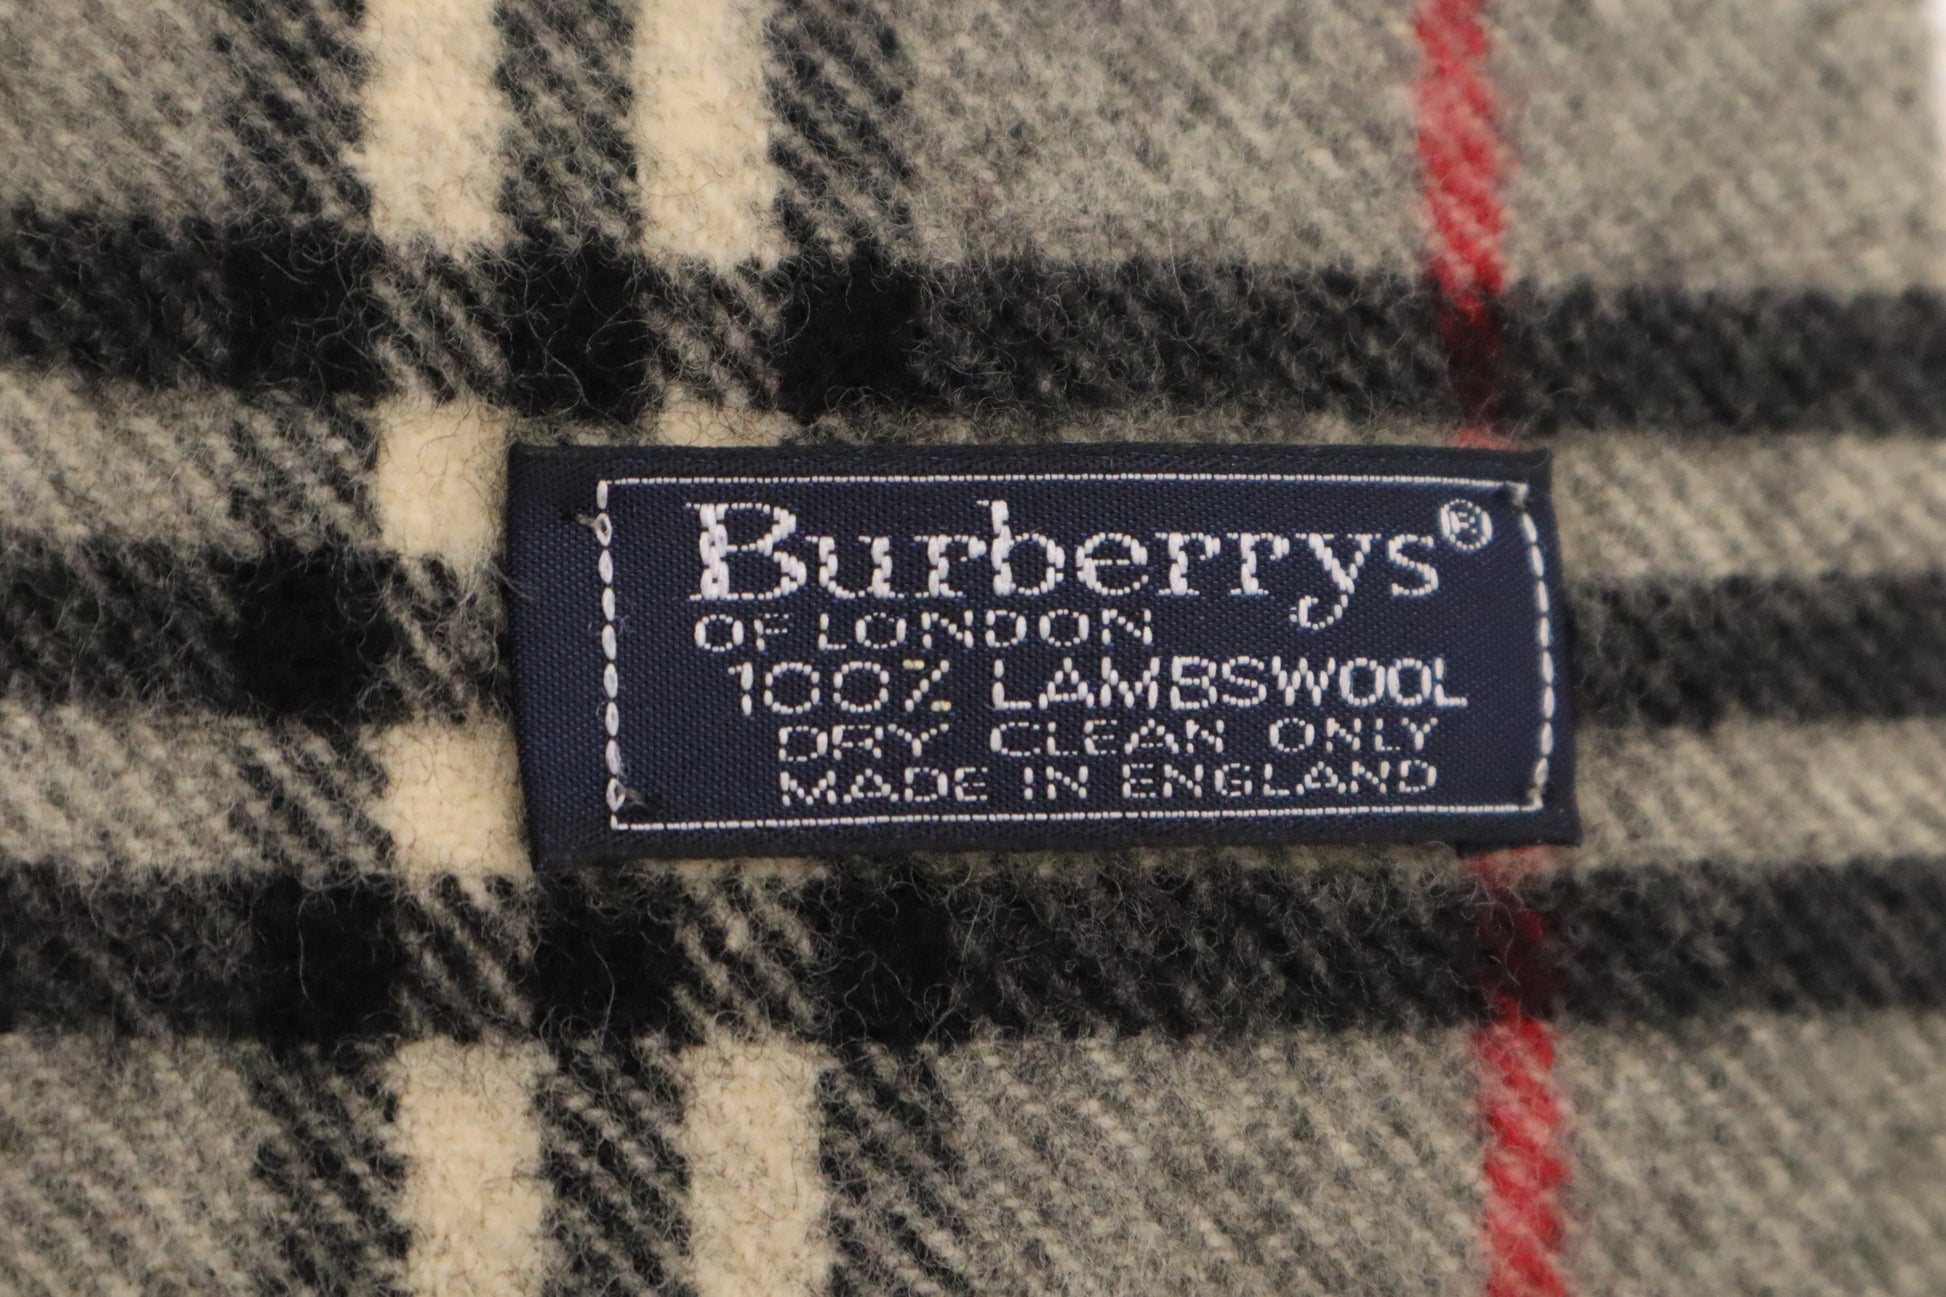 Burberrys®
OF LONDON
100% LAMBSWOOL
DRY CLEAN ONLY
MADE IN ENGLAND